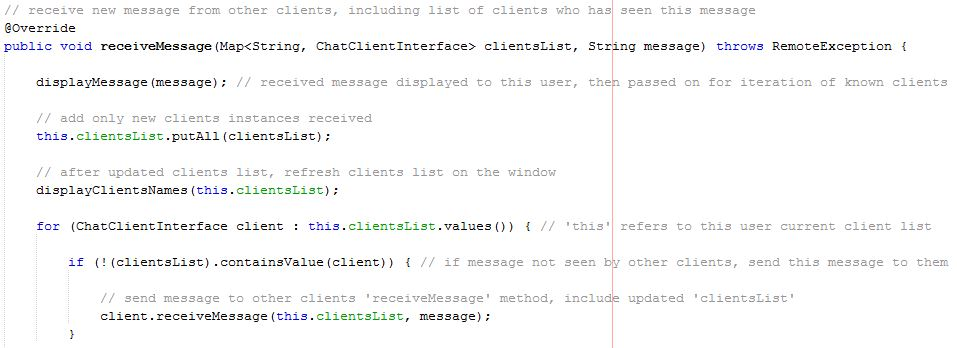 // receive new message from other clients, including list of clients who has seen this message
@Override
public void receiveMessage(Map<String, ChatClientInterface> clientsList, String message) throws RemoteException {
displayMessage(message); // received message displayed to this user, then passed on for iteration of known clients
// add only new clients instances received
this.clientsList.putAll(clientsList);
// after updated clients list, refresh clients list on the window
displayClientsNames(this.clientsList);
for (ChatClientInterface client : this.clientsList.values()) { // 'this' refers to this user current client list
if (!(clientsList).containsValue(client)) { // if message not seen by other clients, send this message to them
// send message to other clients 'receiveMessage' method, include updated 'clientsList'
client.receiveMessage(this.clientsList, message);
}